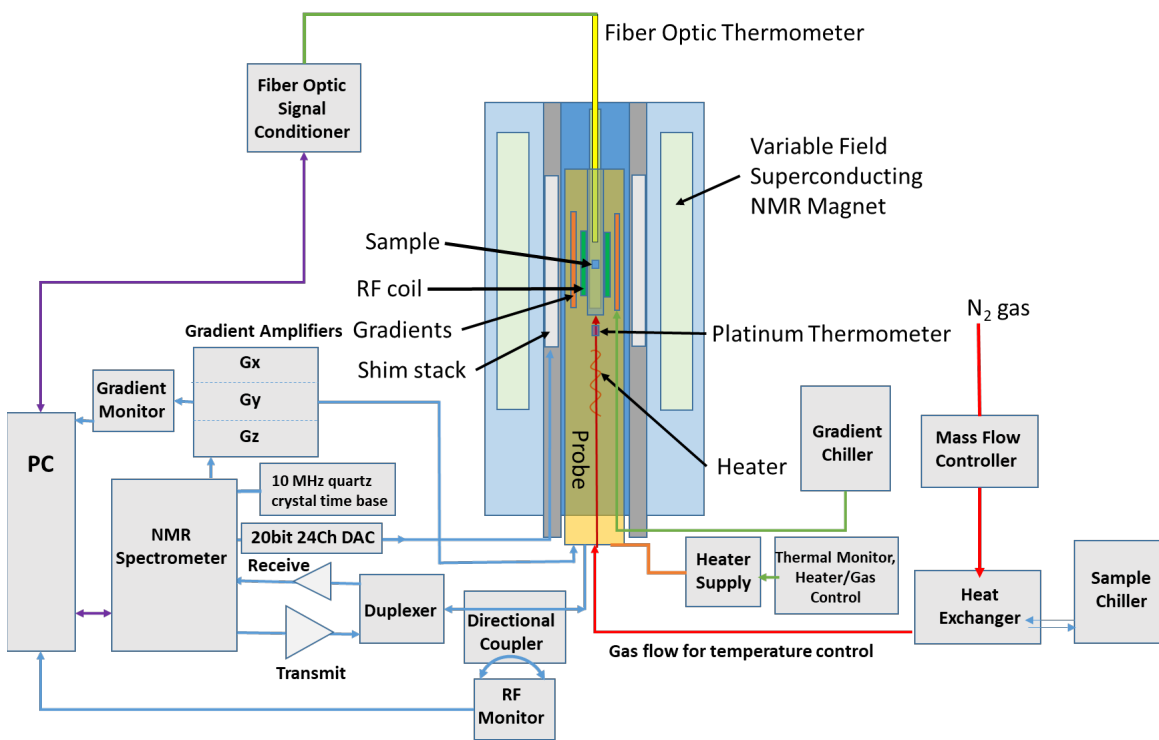 Fiber Optic Thermometer
Fiber Optic
Signal
Conditioner
Variable Field
Superconducting
NMR Magnet
Sample
RF coil
Gradients
Shim stack
Platinum Thermometer
N₂ gas
Gradient Amplifiers
Gx
Gy
Gz
Gradient
Monitor
PC
Probe
Heater
Gradient
Chiller
Mass Flow
Controller
10 MHz quartz
crystal time base
NMR
Spectrometer
20bit 24Ch DAC
Receive
Duplexer
Transmit
Directional
Coupler
RF
Monitor
Heater
Supply
Thermal Monitor,
Heater/Gas
Control
Heat
Exchanger
Sample
Chiller
Gas flow for temperature control